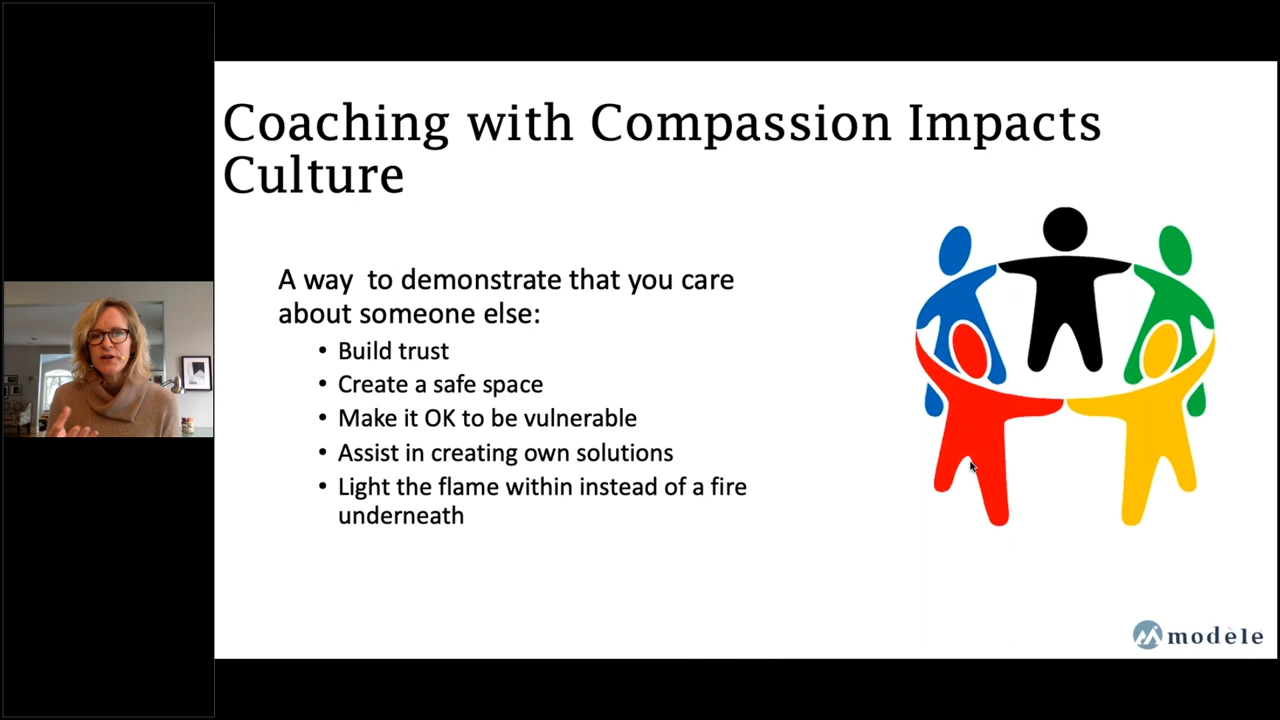 Coaching with Compassion Impacts
Culture
A way to demonstrate that you care
about someone else:
• Build trust
• Create a safe space
• Make it OK to be vulnerable
• Assist in creating own solutions
• Light the flame within instead of a fire
underneath
modèle